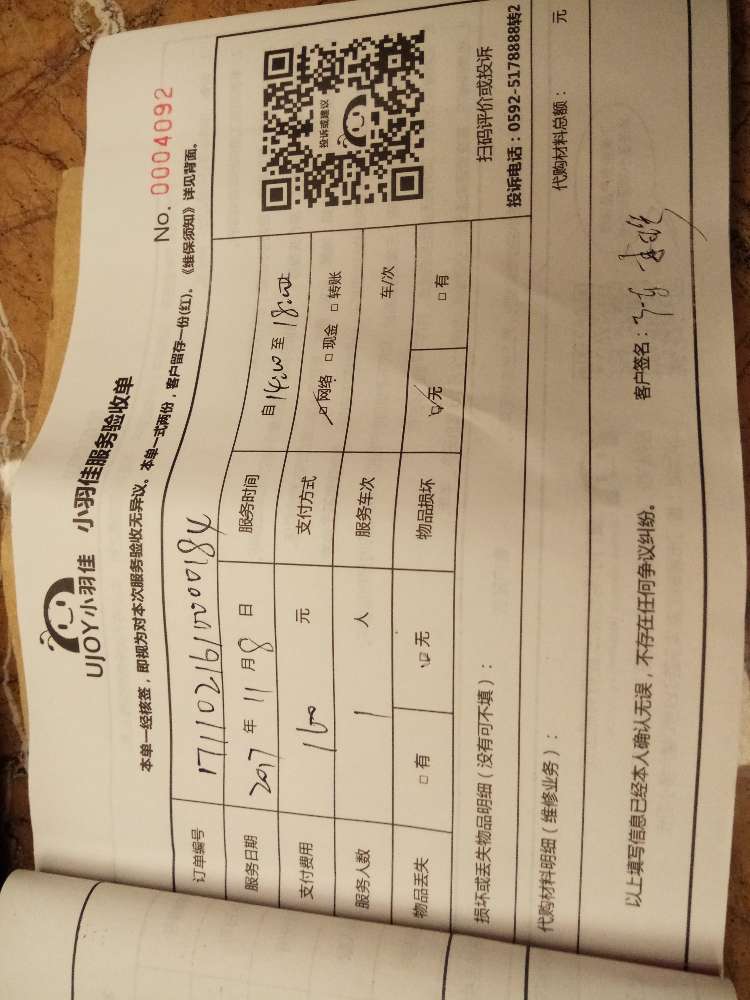 UJOY小羽佳 小羽佳服务验收单
No. 0004092
本单一经核签，即视为对本次服务验收无异议。本单一式两份，客户留存一份(红)。《维保须知》详见背面。
订单编号 1711021610000184
服务日期 2017 年 11 月 8 日 服务时间 自 14:00 至 18:00止
支付费用 160 元 支付方式 ☑网络 □ 现金 □ 转账
服务人数 1 人 服务车次 车/次
物品丢失 □ 有 ☑ 无 物品损坏 ☑无 □ 有
投诉或建议
扫码评价或投诉
投诉电话：0592-5178888转2
损坏或丢失物品明细（没有可不填）：
代购材料明细（维修业务）： 代购材料总额： 元
以上填写信息已经本人确认无误，不存在任何争议纠纷。
客户签名：